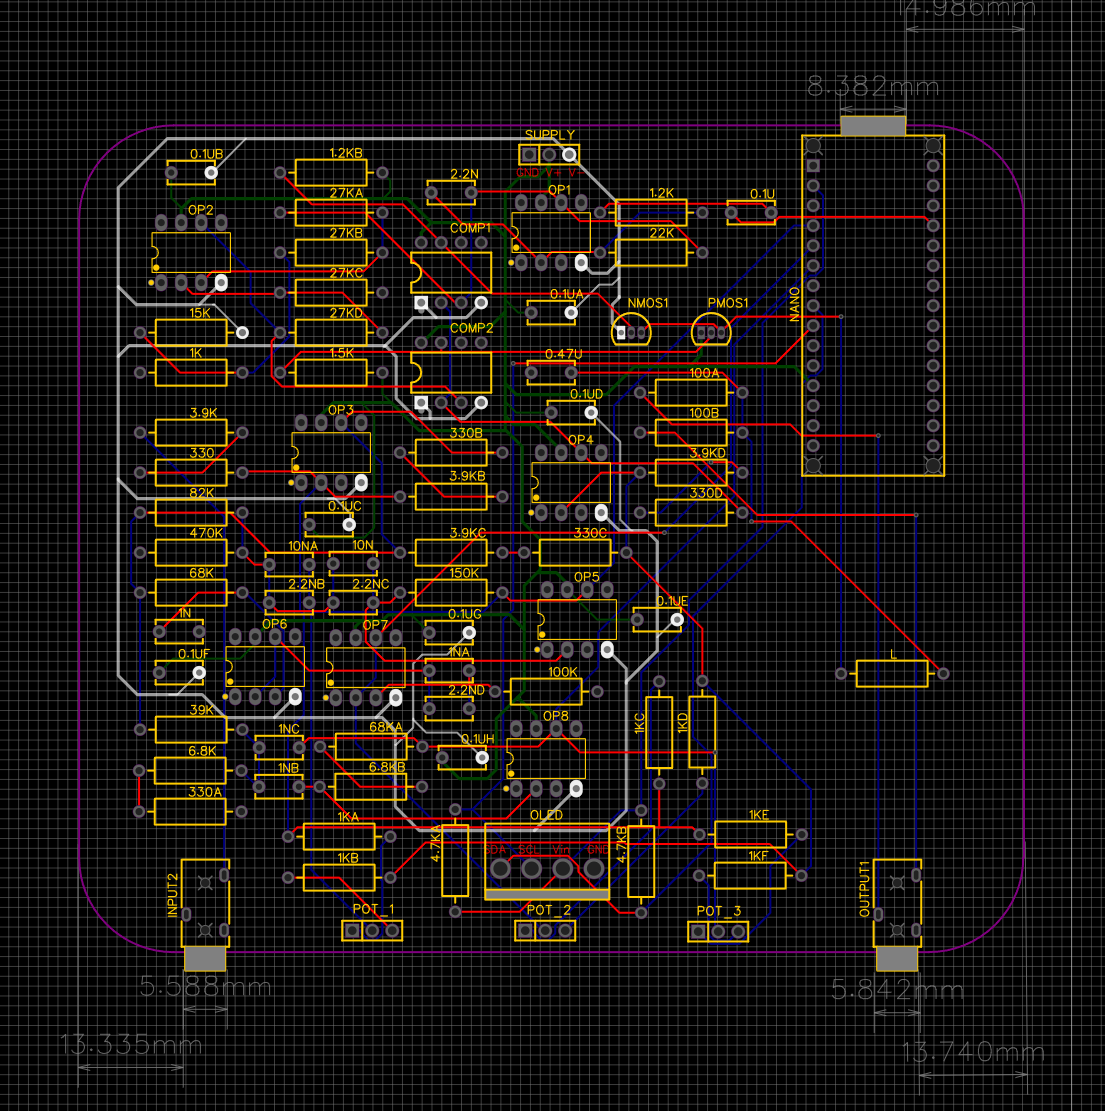 14.986mm
8.382mm
SUPPLY
GND V+ V-
0.1UB
1.2KB
2.2N
OP1
27KA
1.2K
0.1U
OP2
COMP1
27KB
22K
27KC
0.1UA
NMOS1
PMOS1
NANO
15K
27KD
COMP2
1K
1.5K
0.47U
100A
0.1UD
3.9K
OP3
330B
OP4
100B
330
3.9KB
3.9KD
82K
0.1UC
330D
470K
10NA
10N
3.9KC
330C
68K
2.2NB
2.2NC
150K
OP5
1N
OP6
OP7
0.1UG
0.1UE
0.1UF
1NA
100K
L
2.2ND
39K
1NC
68KA
OP8
1KC
1KD
6.8K
1NB
6.8KB
0.1UH
330A
1KA
4.7KA
OLED
4.7KB
1KE
SDA SCL Vin GND
1KB
1KF
INPUT2
OUTPUT1
POT_1
POT_2
POT_3
5.588mm
5.842mm
13.335mm
13.740mm